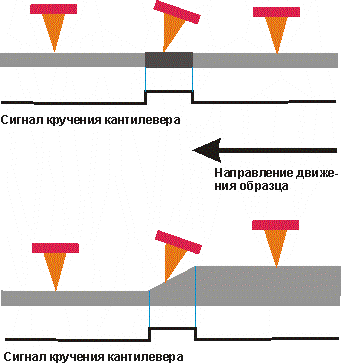 Сигнал кручения кантилевера
Направление движе-
ния образца
Сигнал кручения кантилевера